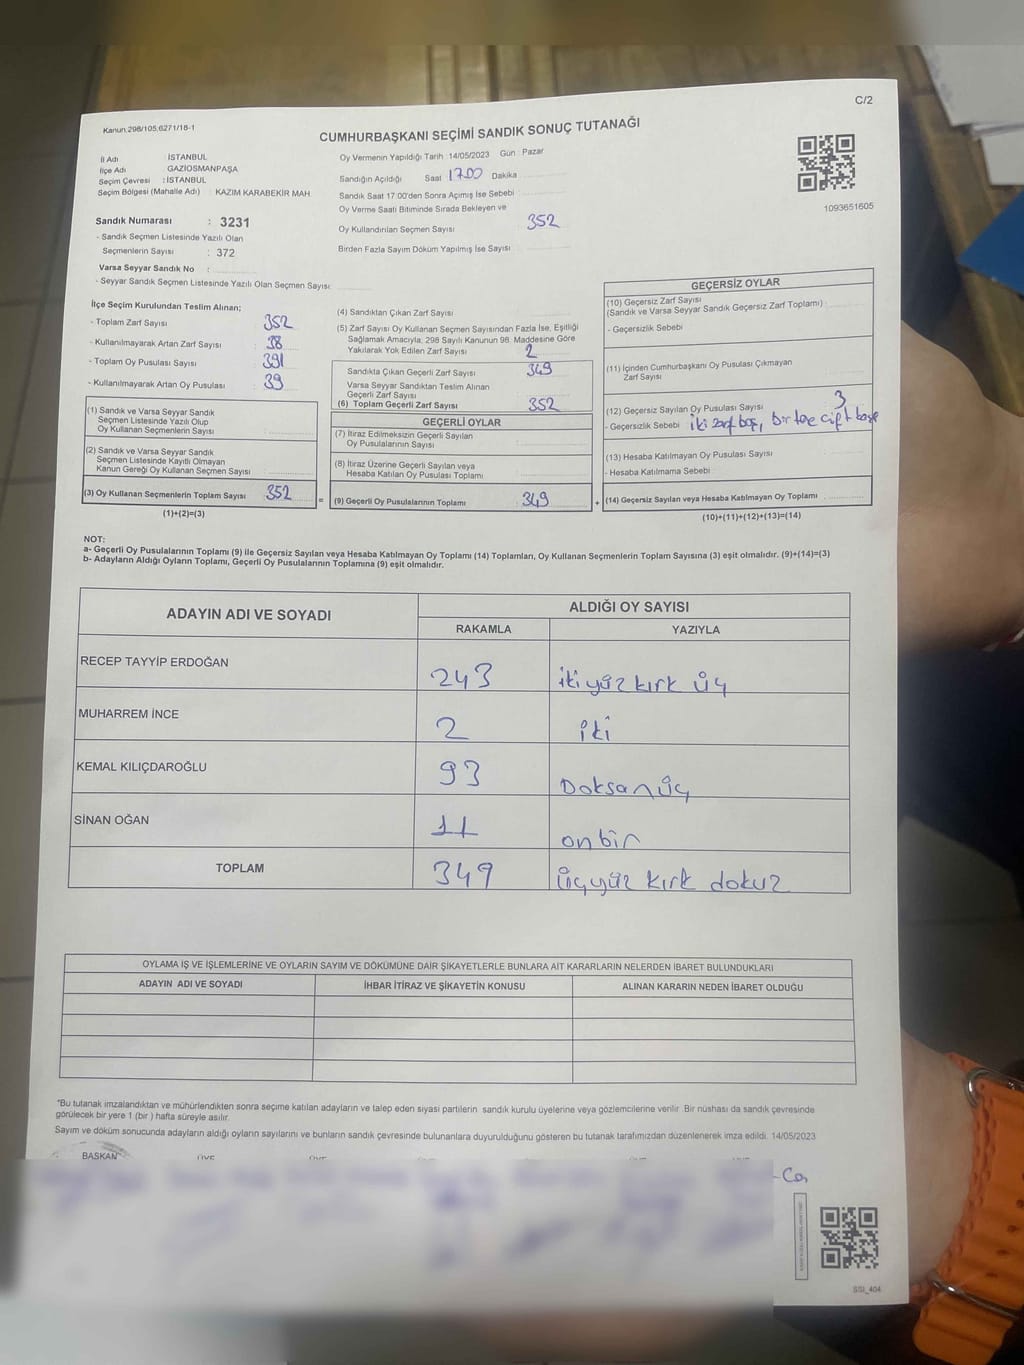 C/2
Kanun:298/105,6271/18-1
CUMHURBAŞKANI SEÇİMİ SANDIK SONUÇ TUTANAĞI
İl Adı : İSTANBUL
İlçe Adı : GAZİOSMANPAŞA
Seçim Çevresi : İSTANBUL
Seçim Bölgesi (Mahalle Adı) : KAZIM KARABEKİR MAH
Sandık Numarası : 3231
- Sandık Seçmen Listesinde Yazılı Olan
Seçmenlerin Sayısı : 372
Varsa Seyyar Sandık No :
- Seyyar Sandık Seçmen Listesinde Yazılı Olan Seçmen Sayısı:
Oy Vermenin Yapıldığı Tarih 14/05/2023 Gün : Pazar
Sandığın Açıldığı Saat 17.00 Dakika
Sandık Saat 17:00'den Sonra Açımış İse Sebebi
Oy Verme Saati Bitiminde Sırada Bekleyen ve
Oy Kullandırılan Seçmen Sayısı 352
Birden Fazla Sayım Döküm Yapılmış İse Sayısı
1093651605
İlçe Seçim Kurulundan Teslim Alınan;
- Toplam Zarf Sayısı 352
- Kullanılmayarak Artan Zarf Sayısı : 38
- Toplam Oy Pusulası Sayısı 391
- Kullanılmayarak Artan Oy Pusulası : 39
(1) Sandık ve Varsa Seyyar Sandık
Seçmen Listesinde Yazılı Olup
Oy Kullanan Seçmenlerin Sayısı
(2) Sandık ve Varsa Seyyar Sandık
Seçmen Listesinde Kayıtlı Olmayan
Kanun Gereği Oy Kullanan Seçmen Sayısı
(3) Oy Kullanan Seçmenlerin Toplam Sayısı 352
(1)+(2)=(3)
(4) Sandıktan Çıkan Zarf Sayısı
(5) Zarf Sayısı Oy Kullanan Seçmen Sayısından Fazla İse, Eşitliği
Sağlamak Amacıyla; 298 Sayılı Kanunun 98. Maddesine Göre
Yakılarak Yok Edilen Zarf Sayısı 2
Sandıkta Çıkan Geçerli Zarf Sayısı 349
Varsa Seyyar Sandıktan Teslim Alınan
Geçerli Zarf Sayısı
(6) Toplam Geçerli Zarf Sayısı 352
GEÇERLİ OYLAR
(7) İtiraz Edilmeksizin Geçerli Sayılan
Oy Pusulalarının Sayısı
(8) İtiraz Üzerine Geçerli Sayılan veya
Hesaba Katılan Oy Pusulası Toplamı
= (9) Geçerli Oy Pusulalarının Toplamı 349 +
GEÇERSİZ OYLAR
(10) Geçersiz Zarf Sayısı
(Sandık ve Varsa Seyyar Sandık Geçersiz Zarf Toplamı)
- Geçersizlik Sebebi
(11) İçinden Cumhurbaşkanı Oy Pusulası Çıkmayan
Zarf Sayısı
(12) Geçersiz Sayılan Oy Pusulası Sayısı 3
- Geçersizlik Sebebi iki zarf boş, bir tane çift başı
(13) Hesaba Katılmayan Oy Pusulası Sayısı
- Hesaba Katılmama Sebebi
(14) Geçersiz Sayılan veya Hesaba Katılmayan Oy Toplamı
(10)+(11)+(12)+(13)=(14)
NOT:
a- Geçerli Oy Pusulalarının Toplamı (9) ile Geçersiz Sayılan veya Hesaba Katılmayan Oy Toplamı (14) Toplamları, Oy Kullanan Seçmenlerin Toplam Sayısına (3) eşit olmalıdır. (9)+(14)=(3)
b- Adayların Aldığı Oyların Toplamı, Geçerli Oy Pusulalarının Toplamına (9) eşit olmalıdır.
ADAYIN ADI VE SOYADI ALDIĞI OY SAYISI
RAKAMLA YAZIYLA
RECEP TAYYİP ERDOĞAN 243 iki yüz kırk üç
MUHARREM İNCE 2 iki
KEMAL KILIÇDAROĞLU 93 Doksan üç
SİNAN OĞAN 11 on bir
TOPLAM 349 üçyüz kırk dokuz
OYLAMA İŞ VE İŞLEMLERİNE VE OYLARIN SAYIM VE DÖKÜMÜNE DAİR ŞİKAYETLERLE BUNLARA AİT KARARLARIN NELERDEN İBARET BULUNDUKLARI
ADAYIN ADI VE SOYADI İHBAR İTİRAZ VE ŞİKAYETİN KONUSU ALINAN KARARIN NEDEN İBARET OLDUĞU
*Bu tutanak imzalandıktan ve mühürlendikten sonra seçime katılan adayların ve talep eden siyasi partilerin sandık kurulu üyelerine veya gözlemcilerine verilir. Bir nüshası da sandık çevresinde
görülecek bir yere 1 (bir ) hafta süreyle asılır.
Sayım ve döküm sonucunda adayların aldığı oyların sayılarını ve bunların sandık çevresinde bulunanlara duyurulduğunu gösteren bu tutanak tarafımızdan düzenlenerek imza edildi. 14/05/2023
BAŞKAN
SSI_404